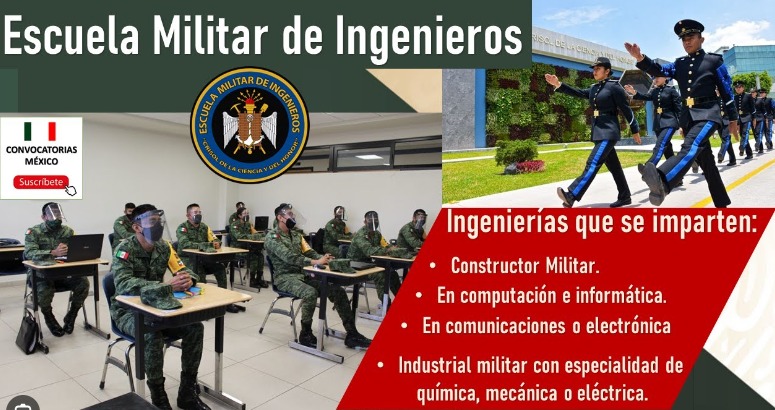 Escuela Militar de Ingenieros
ESCUELA MILITAR DE INGENIEROS
CRISOL DE LA CIENCIA Y DEL HONOR
CONVOCATORIAS
MÉXICO
Suscríbete
Ingenierías que se imparten:
• Constructor Militar.
• En computación e informática.
• En comunicaciones o electrónica
• Industrial militar con especialidad de
química, mecánica o eléctrica.